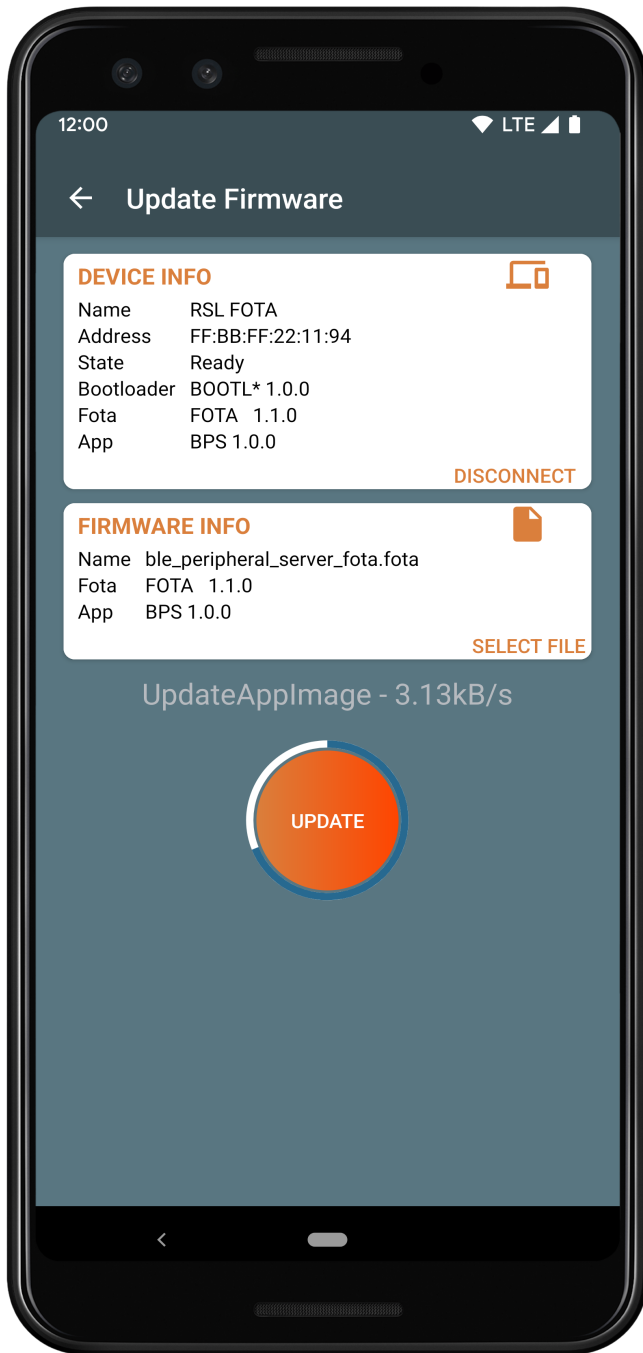 12:00 LTE
Update Firmware
DEVICE INFO
Name RSL FOTA
Address FF:BB:FF:22:11:94
State Ready
Bootloader BOOTL* 1.0.0
Fota FOTA 1.1.0
App BPS 1.0.0
DISCONNECT
FIRMWARE INFO
Name ble_peripheral_server_fota.fota
Fota FOTA 1.1.0
App BPS 1.0.0
SELECT FILE
UpdateAppImage - 3.13kB/s
UPDATE